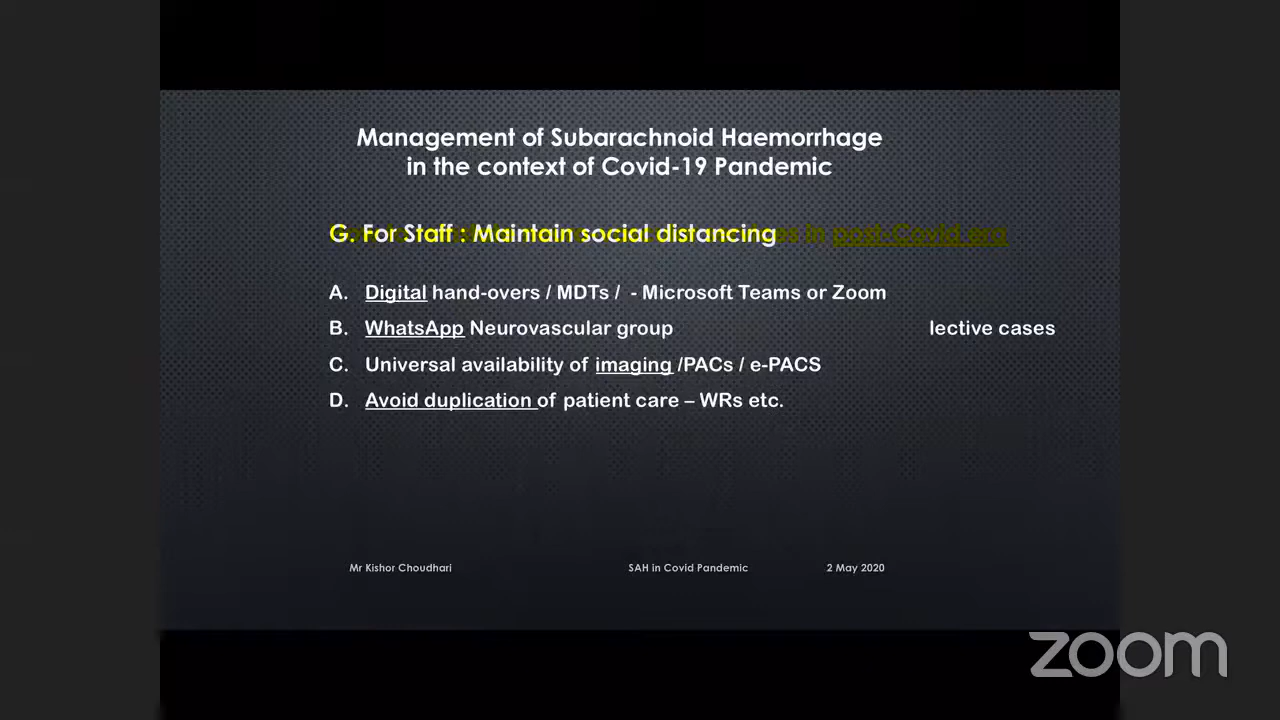 Management of Subarachnoid Haemorrhage
in the context of Covid-19 Pandemic
G. For Staff : Maintain social distancing in post-Covid era
A. Digital hand-overs / MDTs / - Microsoft Teams or Zoom
B. WhatsApp Neurovascular group lective cases
C. Universal availability of imaging /PACs / e-PACS
D. Avoid duplication of patient care – WRs etc.
Mr Kishor Choudhari SAH in Covid Pandemic 2 May 2020
zoom